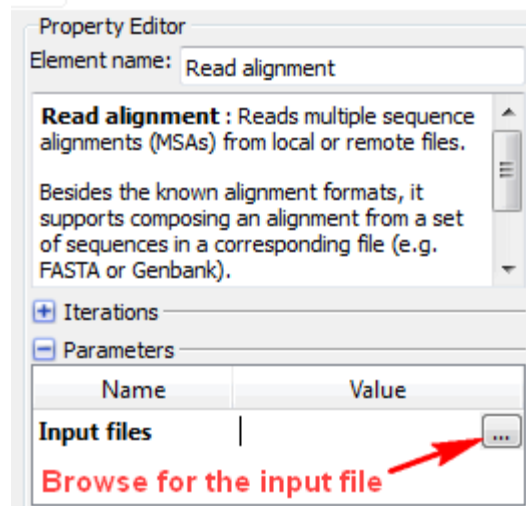 Property Editor
Element name: Read alignment
Read alignment : Reads multiple sequence
alignments (MSAs) from local or remote files.
Besides the known alignment formats, it
supports composing an alignment from a set
of sequences in a corresponding file (e.g.
FASTA or Genbank).
Iterations
Parameters
Name Value
Input files ...
Browse for the input file